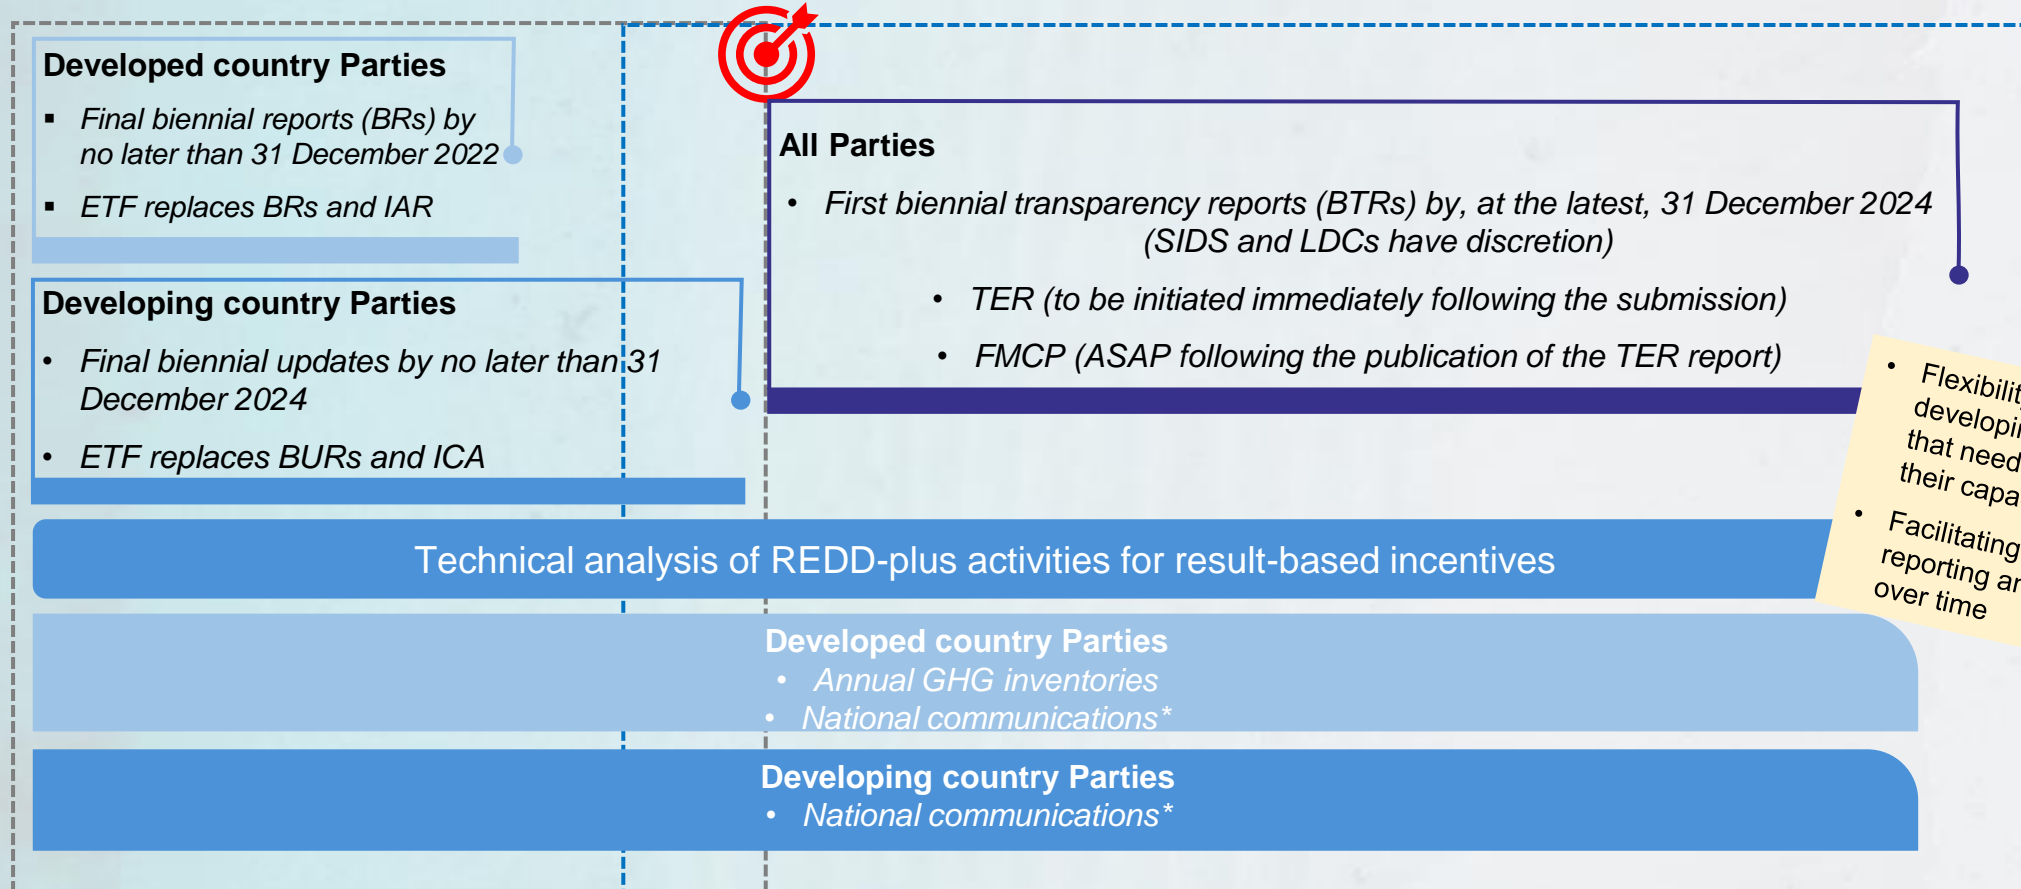 Developed country Parties
▪ Final biennial reports (BRs) by
no later than 31 December 2022
▪ ETF replaces BRs and IAR
Developing country Parties
• Final biennial updates by no later than 31
December 2024
• ETF replaces BURs and ICA
All Parties
• First biennial transparency reports (BTRs) by, at the latest, 31 December 2024
(SIDS and LDCs have discretion)
• TER (to be initiated immediately following the submission)
• FMCP (ASAP following the publication of the TER report)
•
that need
• Facilitating
reporting
over time
Technical analysis of REDD-plus activities for result-based incentives
Developed country Parties
• Annual GHG inventories
• National communications*
Developing country Parties
• National communications*